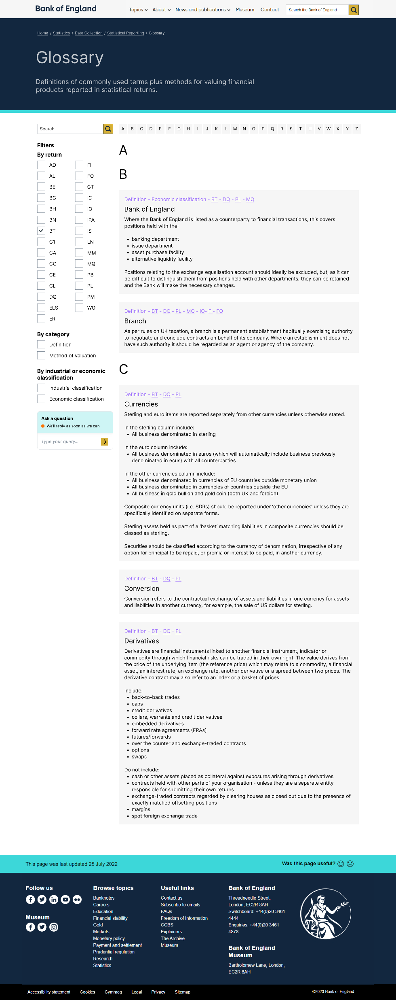 Bank of England
Topics About News and publications Museum Contact Search the Bank of England
Home / Statistics / Data Collection / Statistical Reporting / Glossary
Glossary
Definitions of commonly used terms plus methods for valuing financial
products reported in statistical returns.
Search
A B C D E F G H I J K L M N O P Q R S T U V W X Y Z
Filters
By return
AD FI
AL FO
BE GT
BG IC
BH IO
BN IPA
BT IS
C1 LN
CA MM
CC MQ
CE PB
CL PL
DQ PM
ELS WO
ER
By category
Definition
Method of valuation
By industrial or economic
classification
Industrial classification
Economic classification
Ask a question
We'll reply as soon as we can
Type your query...
A
B
Definition - Economic classification - BT - DQ - PL - MQ
Bank of England
Where the Bank of England is listed as a counterparty to financial transactions, this covers
positions held with the:
• banking department
• issue department
• asset purchase facility
• alternative liquidity facility
Positions relating to the exchange equalisation account should ideally be excluded, but, as it can
be difficult to distinguish them from positions held with other departments, they can be retained
and the Bank will make the necessary changes.
Definition - BT - DQ - PL - MQ - IO- FI- FO
Branch
As per rules on UK taxation, a branch is a permanent establishment habitually exercising authority
to negotiate and conclude contracts on behalf of its company. Where an establishment does not
have such authority it should be regarded as an agent or agency of the company.
C
Definition - BT - DQ - PL
Currencies
Sterling and euro items are reported separately from other currencies unless otherwise stated.
In the sterling column include:
• All business denominated in sterling
In the euro column include:
• All business denominated in euros (which will automatically include business previously
denominated in ecus) with all counterparties
In the other currencies column include:
• All business denominated in currencies of EU countries outside monetary union
• All business denominated in currencies of countries outside the EU
• All business in gold bullion and gold coin (both UK and foreign)
Composite currency units (i.e. SDRs) should be reported under ‘other currencies’ unless they are
specifically identified on separate forms.
Sterling assets held as part of a ‘basket’ matching liabilities in composite currencies should be
classed as sterling.
Securities should be classified according to the currency of denomination, irrespective of any
option for principal to be repaid, or premia or interest to be paid, in another currency.
Definition - BT - DQ - PL
Conversion
Conversion refers to the contractual exchange of assets and liabilities in one currency for assets
and liabilities in another currency, for example, the sale of US dollars for sterling.
Definition - BT - DQ - PL
Derivatives
Derivatives are financial instruments linked to another financial instrument, indicator or
commodity through which financial risks can be traded in their own right. The value derives from
the price of the underlying item (the reference price) which may relate to a commodity, a financial
asset, an interest rate, an exchange rate, another derivative or a spread between two prices. The
derivative contract may also refer to an index or a basket of prices.
Include:
• back-to-back trades
• caps
• credit derivatives
• collars, warrants and credit derivatives
• embedded derivatives
• forward rate agreements (FRAs)
• futures/forwards
• over the counter and exchange-traded contracts
• options
• swaps
Do not include:
• cash or other assets placed as collateral against exposures arising through derivatives
• contracts held with other parts of your organisation - unless they are a separate entity
responsible for submitting their own returns
• exchange-traded contracts regarded by clearing houses as closed out due to the presence of
exactly matched offsetting positions
• margins
• spot foreign exchange trade
This page was last updated 25 July 2022
Was this page useful?
Follow us
Museum
Browse topics
Banknotes
Careers
Education
Financial stability
Gold
Markets
Monetary policy
Payment and settlement
Prudential regulation
Research
Statistics
Useful links
Contact us
Subscribe to emails
FAQs
Freedom of Information
CCBS
Explainers
The Archive
Museum
Bank of England
Threadneedle Street,
London, EC2R 8AH
Switchboard: +44(0)20 3461
4444
Enquiries: +44(0)20 3461
4878
Bank of England
Museum
Bartholomew Lane, London,
EC2R 8AH
Accessibility statement Cookies Cymraeg Legal Privacy Sitemap
©2023 Bank of England